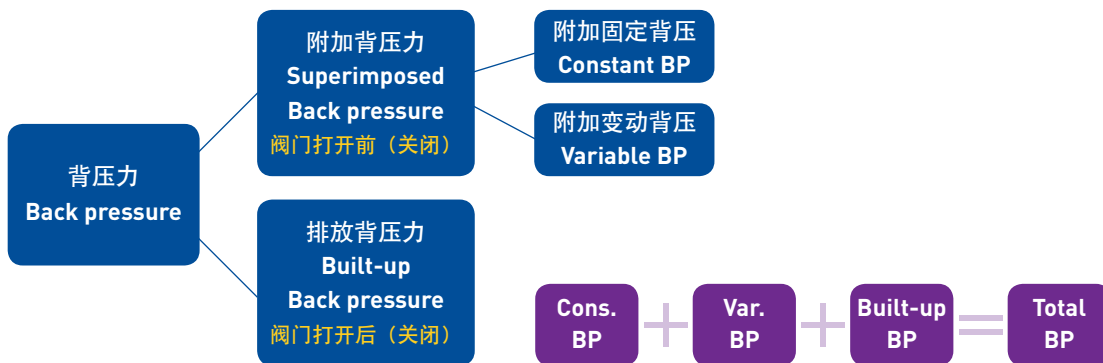 背压力
Back pressure
附加背压力
Superimposed
Back pressure
阀门打开前（关闭）
附加固定背压
Constant BP
附加变动背压
Variable BP
排放背压力
Built-up
Back pressure
阀门打开后（关闭）
Cons.
BP
+
Var.
BP
+
Built-up
BP
=
Total
BP